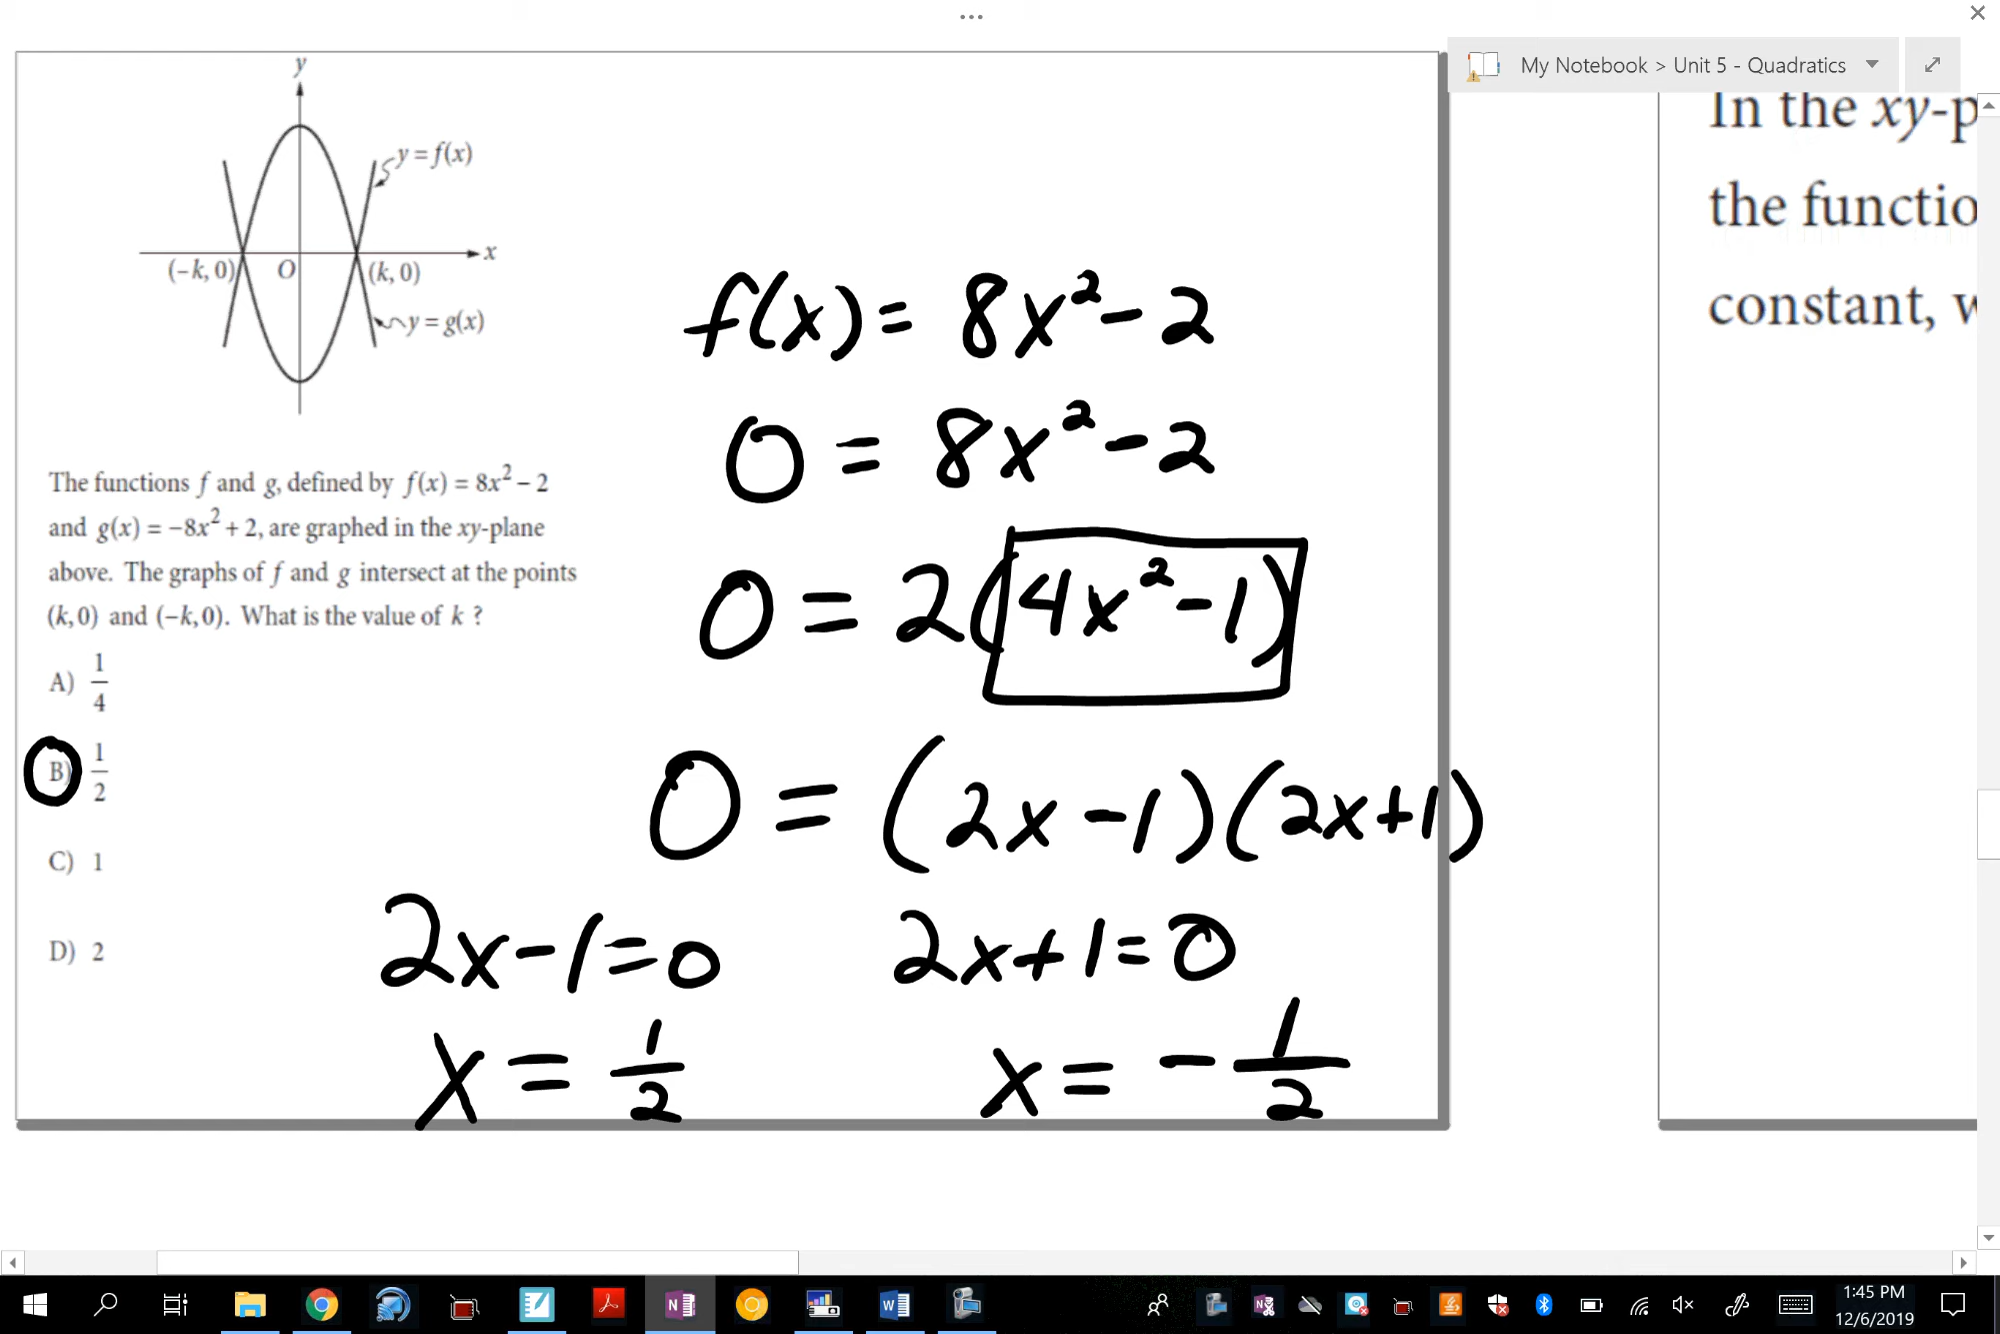 My Notebook > Unit 5 - Quadratics
y
y = f(x)
x
(–k, 0)
O
(k, 0)
y = g(x)
The functions f and g, defined by f(x) = 8x² – 2
and g(x) = –8x² + 2, are graphed in the xy-plane
above. The graphs of f and g intersect at the points
(k, 0) and (–k, 0). What is the value of k ?
A) 1/4
B) 1/2
C) 1
D) 2
f(x) = 8x² - 2
0 = 8x² - 2
0 = 2(4x² - 1)
0 = (2x - 1)(2x + 1)
2x - 1 = 0
2x + 1 = 0
x = 1/2
x = - 1/2
In the xy-p
the functio
constant, w
1:45 PM
12/6/2019